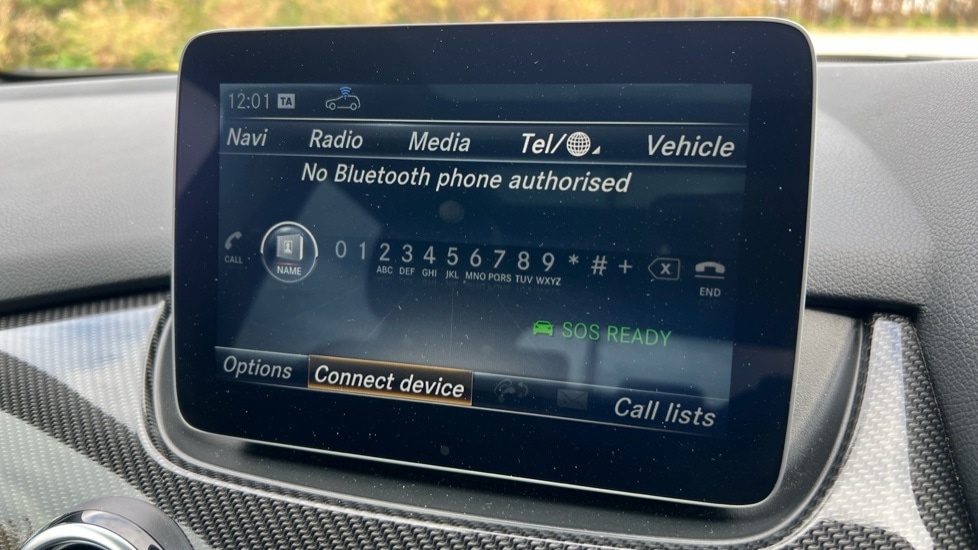 12:01 TA
Navi Radio Media Tel/ Vehicle
No Bluetooth phone authorised
0 1 2 3 4 5 6 7 8 9 * # + X
ABC DEF GHI JKL MNO PQRS TUV WXYZ
CALL NAME END
SOS READY
Options Connect device Call lists